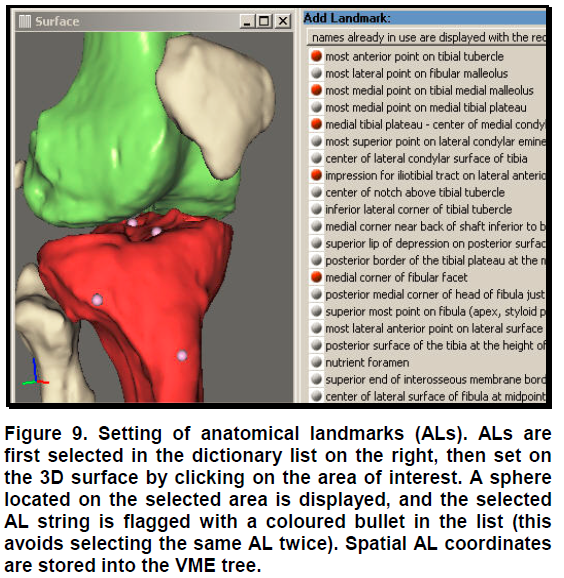 Surface
Add Landmark:
names already in use are displayed with the rec
most anterior point on tibial tubercle
most lateral point on fibular malleolus
most medial point on tibial medial malleolus
most medial point on medial tibial plateau
medial tibial plateau - center of medial condyl
most superior point on lateral condylar emine
center of lateral condylar surface of tibia
impression for iliotibial tract on lateral anterio
center of notch above tibial tubercle
inferior lateral corner of tibial tubercle
medial corner near back of shaft inferior to b
superior lip of depression on posterior surfac
posterior border of the tibial plateau at the m
medial corner of fibular facet
posterior medial corner of head of fibula just
superior most point on fibula (apex, styloid p
most lateral anterior point on lateral surface
posterior surface of the tibia at the height of
nutrient foramen
superior end of interosseous membrane bord
center of lateral surface of fibula at midpoint
Figure 9. Setting of anatomical landmarks (ALs). ALs are
first selected in the dictionary list on the right, then set on
the 3D surface by clicking on the area of interest. A sphere
located on the selected area is displayed, and the selected
AL string is flagged with a coloured bullet in the list (this
avoids selecting the same AL twice). Spatial AL coordinates
are stored into the VME tree.